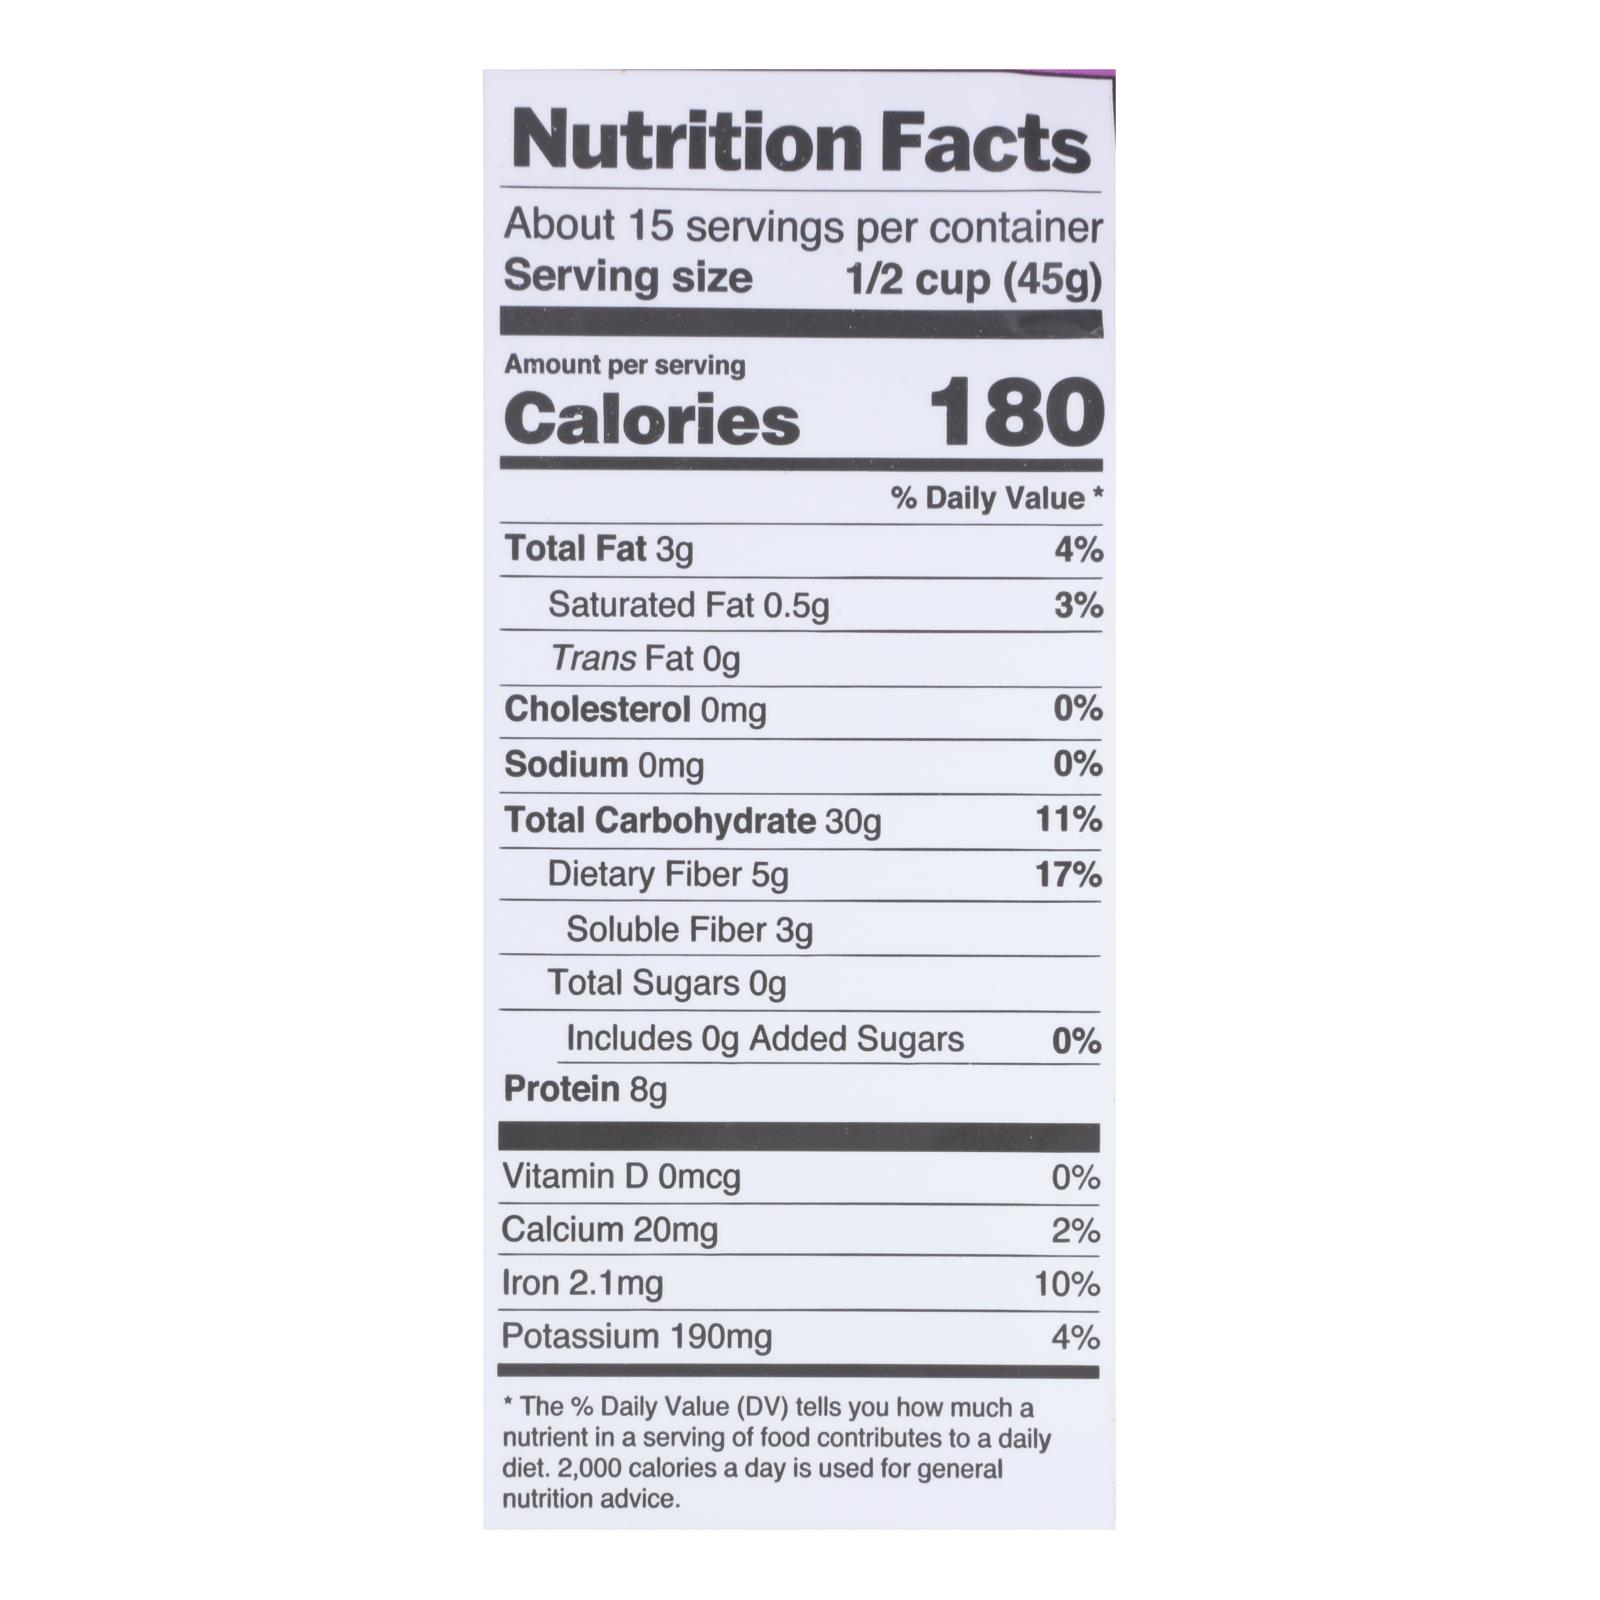 Nutrition Facts
About 15 servings per container
Serving size 1/2 cup (45g)
Amount per serving
Calories 180
% Daily Value *
Total Fat 3g 4%
Saturated Fat 0.5g 3%
Trans Fat 0g
Cholesterol 0mg 0%
Sodium 0mg 0%
Total Carbohydrate 30g 11%
Dietary Fiber 5g 17%
Soluble Fiber 3g
Total Sugars 0g
Includes 0g Added Sugars 0%
Protein 8g
Vitamin D 0mcg 0%
Calcium 20mg 2%
Iron 2.1mg 10%
Potassium 190mg 4%
* The % Daily Value (DV) tells you how much a
nutrient in a serving of food contributes to a daily
diet. 2,000 calories a day is used for general
nutrition advice.